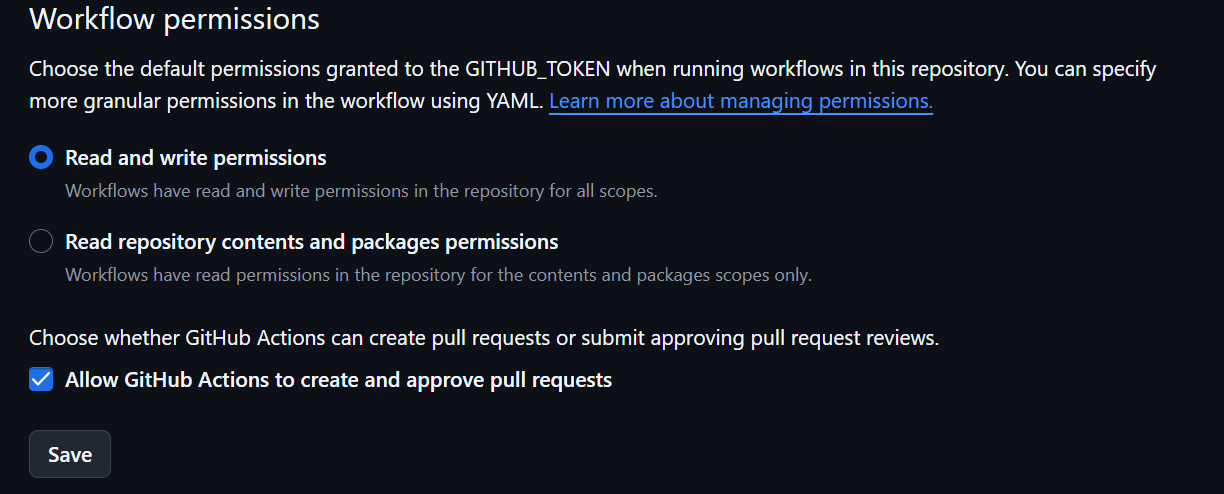 Workflow permissions
Choose the default permissions granted to the GITHUB_TOKEN when running workflows in this repository. You can specify
more granular permissions in the workflow using YAML. Learn more about managing permissions.
Read and write permissions
Workflows have read and write permissions in the repository for all scopes.
Read repository contents and packages permissions
Workflows have read permissions in the repository for the contents and packages scopes only.
Choose whether GitHub Actions can create pull requests or submit approving pull request reviews.
Allow GitHub Actions to create and approve pull requests
Save